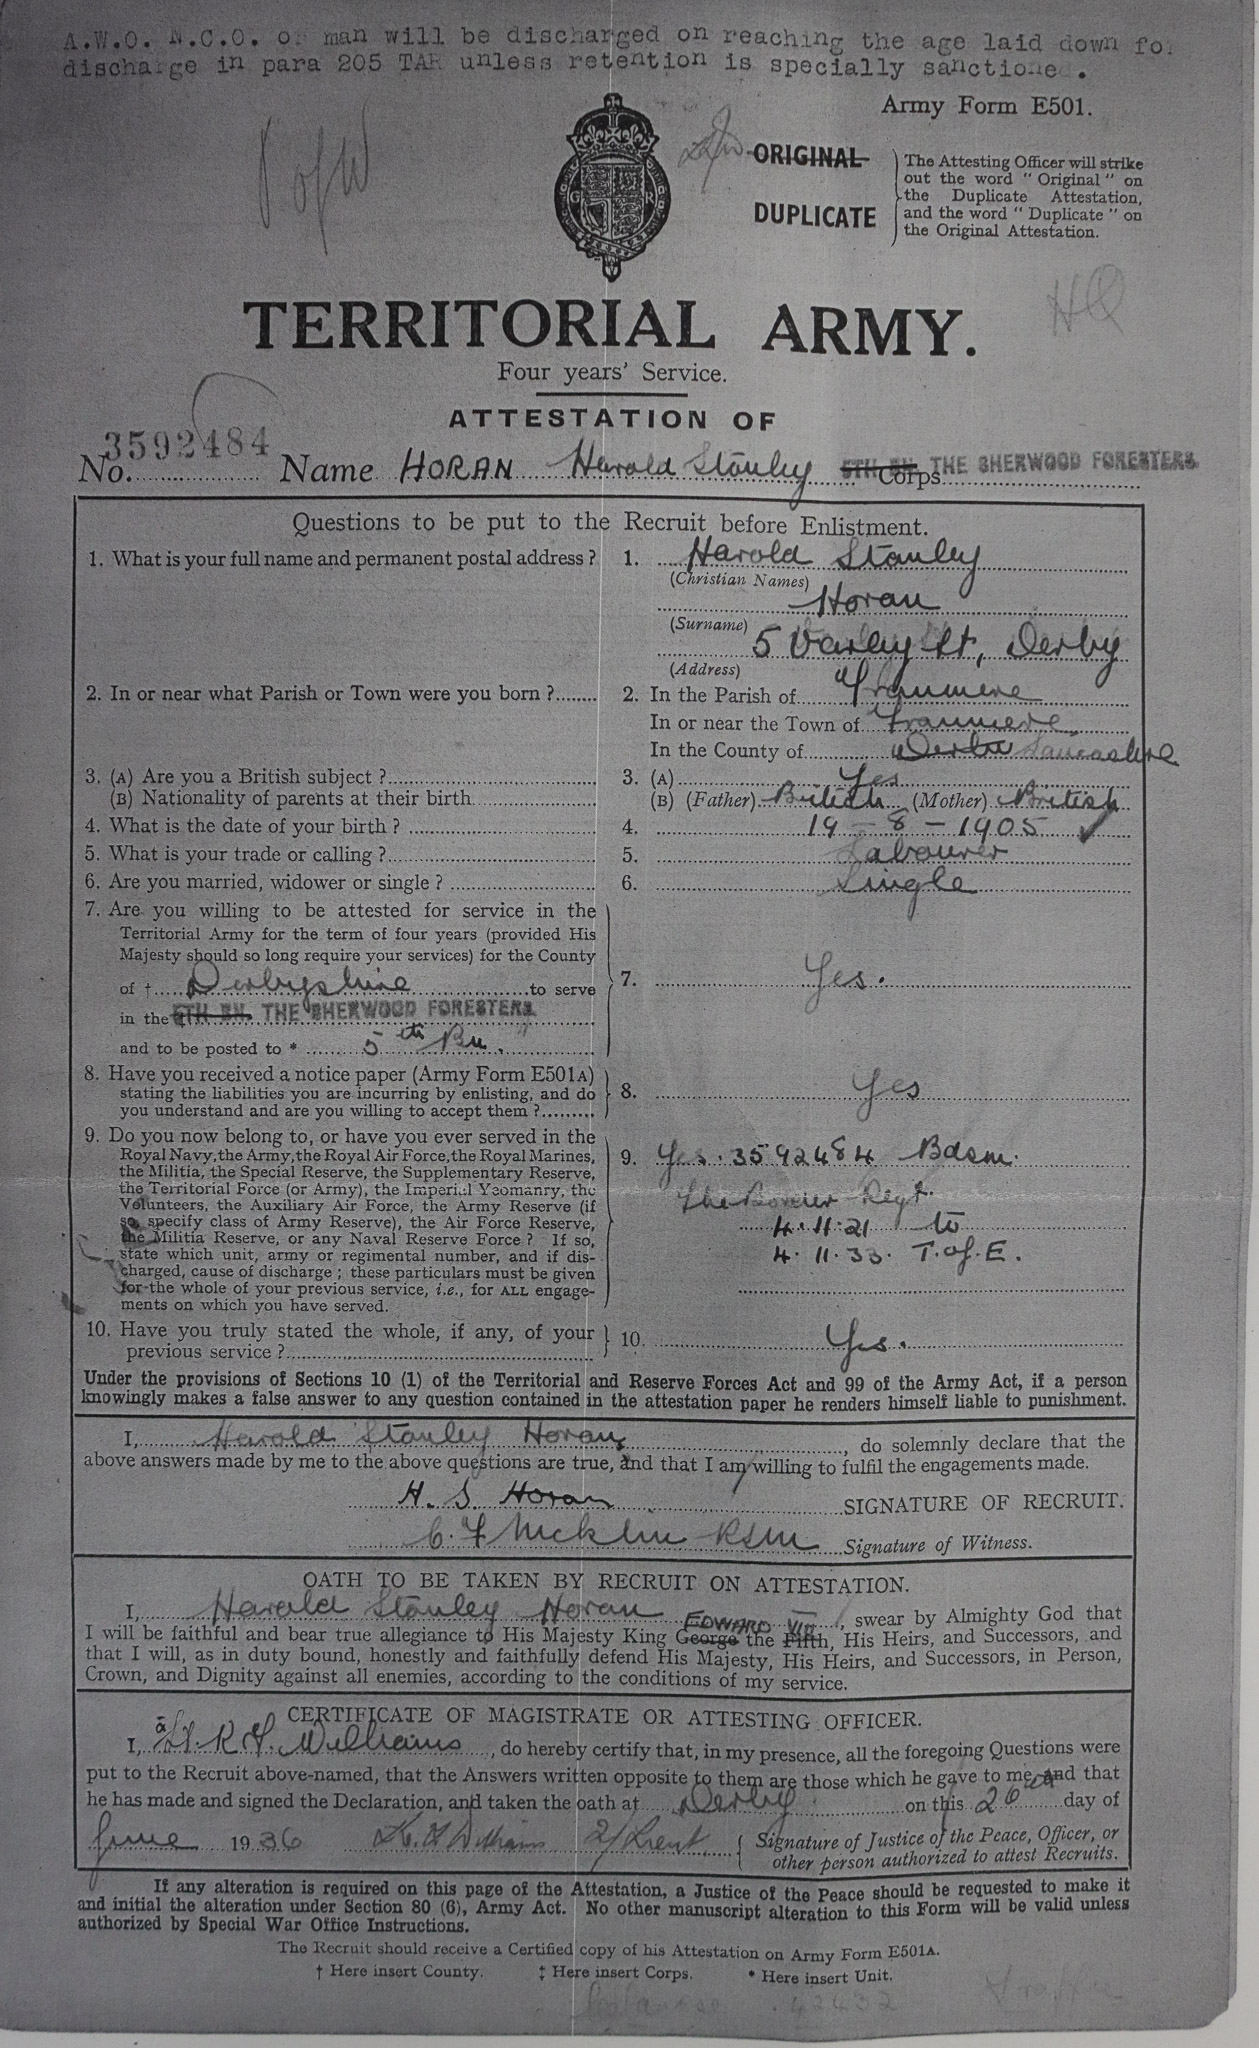 A.W.O. N.C.O. or man will be discharged on reaching the age laid down for
discharge in para 205 TAR unless retention is specially sanctioned.
Army Form E501.
P of W
ORIGINAL
DUPLICATE
The Attesting Officer will strike
out the word "Original" on
the Duplicate Attestation,
and the word "Duplicate" on
the Original Attestation.
G R
HQ
TERRITORIAL ARMY.
Four years' Service.
ATTESTATION OF
No. 3592484 Name HORAN Harold Stanley 5TH BN. THE SHERWOOD FORESTERS Corps
Questions to be put to the Recruit before Enlistment.
1. What is your full name and permanent postal address? 1. Harold Stanley
(Christian Names)
Horan
(Surname)
5 Varley St, Derby
(Address)
2. In or near what Parish or Town were you born? 2. In the Parish of Tranmere
In or near the Town of Tranmere
In the County of Derby Lancashire
3. (A) Are you a British subject? 3. (A) Yes
(B) Nationality of parents at their birth (B) (Father) British (Mother) British
4. What is the date of your birth? 4. 19-8-1905 ✓
5. What is your trade or calling? 5. Labourer
6. Are you married, widower or single? 6. Single
7. Are you willing to be attested for service in the
Territorial Army for the term of four years (provided His
Majesty should so long require your services) for the County
of † Derbyshire to serve 7. Yes.
in the ‡ 5TH BN. THE SHERWOOD FORESTERS
and to be posted to * 5th Bn.
8. Have you received a notice paper (Army Form E501A)
stating the liabilities you are incurring by enlisting, and do 8. Yes
you understand and are you willing to accept them?
9. Do you now belong to, or have you ever served in the
Royal Navy, the Army, the Royal Air Force, the Royal Marines, 9. Yes. 3592484 Bdsm.
the Militia, the Special Reserve, the Supplementary Reserve,
the Territorial Force (or Army), the Imperial Yeomanry, the The Border Regt.
Volunteers, the Auxiliary Air Force, the Army Reserve (if
so, specify class of Army Reserve), the Air Force Reserve, 4.11.21 to
the Militia Reserve, or any Naval Reserve Force? If so,
state which unit, army or regimental number, and if dis- 4.11.33. T.of.E.
charged, cause of discharge; these particulars must be given
for the whole of your previous service, i.e., for ALL engage-
ments on which you have served.
10. Have you truly stated the whole, if any, of your 10. Yes.
previous service?
Under the provisions of Sections 10 (1) of the Territorial and Reserve Forces Act and 99 of the Army Act, if a person
knowingly makes a false answer to any question contained in the attestation paper he renders himself liable to punishment.
I, Harold Stanley Horan, do solemnly declare that the
above answers made by me to the above questions are true, and that I am willing to fulfil the engagements made.
H. S. Horan SIGNATURE OF RECRUIT.
C. F. Nicklin RSM Signature of Witness.
OATH TO BE TAKEN BY RECRUIT ON ATTESTATION.
I, Harold Stanley Horan EDWARD VIII, swear by Almighty God that
I will be faithful and bear true allegiance to His Majesty King George the Fifth, His Heirs, and Successors, and
that I will, as in duty bound, honestly and faithfully defend His Majesty, His Heirs, and Successors, in Person,
Crown, and Dignity against all enemies, according to the conditions of my service.
CERTIFICATE OF MAGISTRATE OR ATTESTING OFFICER.
I, Williams, do hereby certify that, in my presence, all the foregoing Questions were
put to the Recruit above-named, that the Answers written opposite to them are those which he gave to me, and that
he has made and signed the Declaration, and taken the oath at Derby on this 26 day of
June 1936 Williams 2/Lieut. Signature of Justice of the Peace, Officer, or
other person authorized to attest Recruits.
If any alteration is required on this page of the Attestation, a Justice of the Peace should be requested to make it
and initial the alteration under Section 80 (6), Army Act. No other manuscript alteration to this Form will be valid unless
authorized by Special War Office Instructions.
The Recruit should receive a Certified copy of his Attestation on Army Form E501A.
† Here insert County. ‡ Here insert Corps. * Here insert Unit.
42432